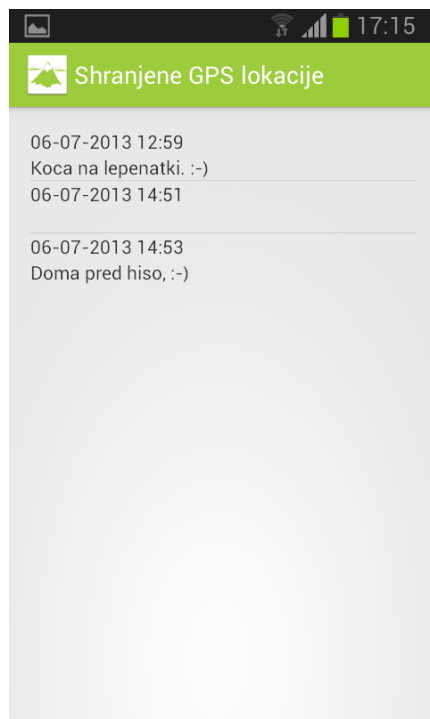 17:15
Shranjene GPS lokacije
06-07-2013 12:59
Koca na lepenatki. :-)
06-07-2013 14:51
06-07-2013 14:53
Doma pred hiso, :-)